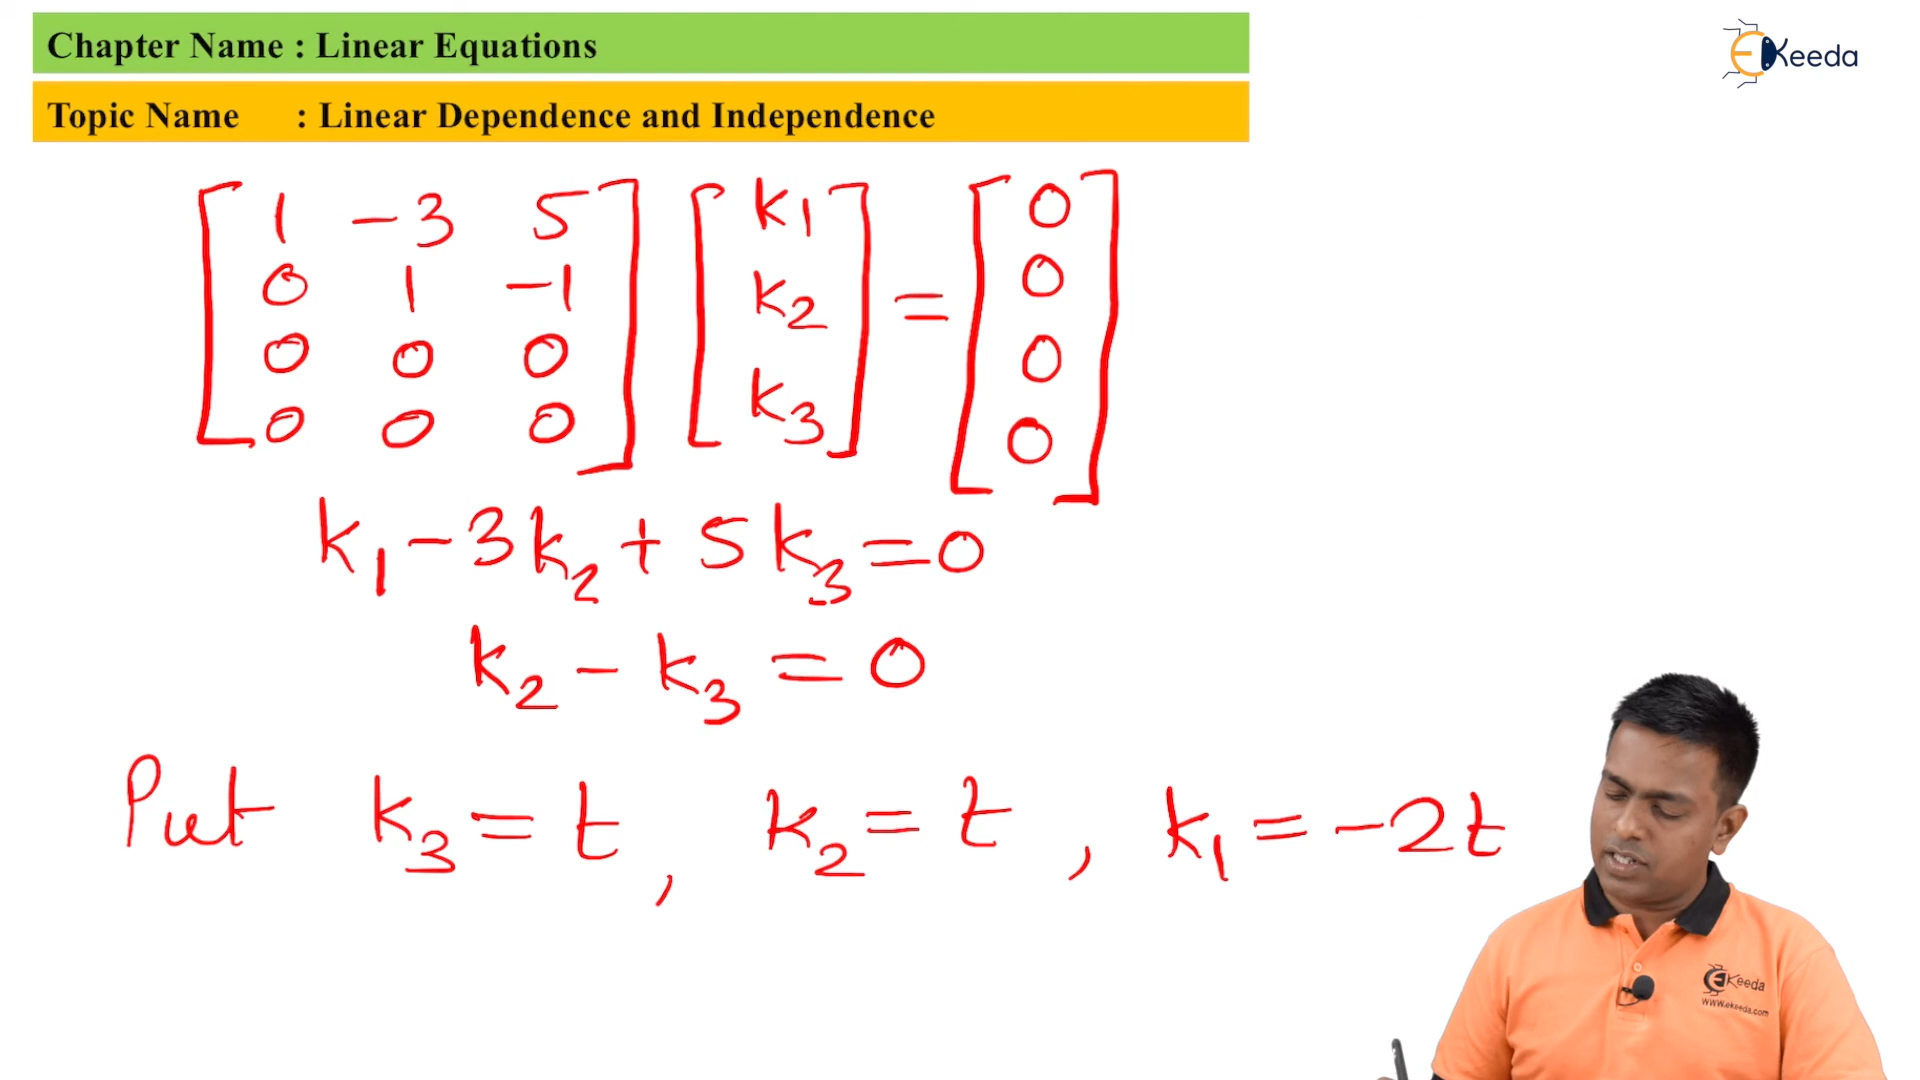 Chapter Name : Linear Equations
EKeeda
Topic Name : Linear Dependence and Independence
[ 1 -3 5 ] [ k1 ] [ 0 ]
[ 0 1 -1 ] [ k2 ] = [ 0 ]
[ 0 0 0 ] [ k3 ] [ 0 ]
[ 0 0 0 ] [ 0 ]
k1 - 3k2 + 5k3 = 0
k2 - k3 = 0
Put k3 = t, k2 = t, k1 = -2t
EKeeda
www.ekeeda.com